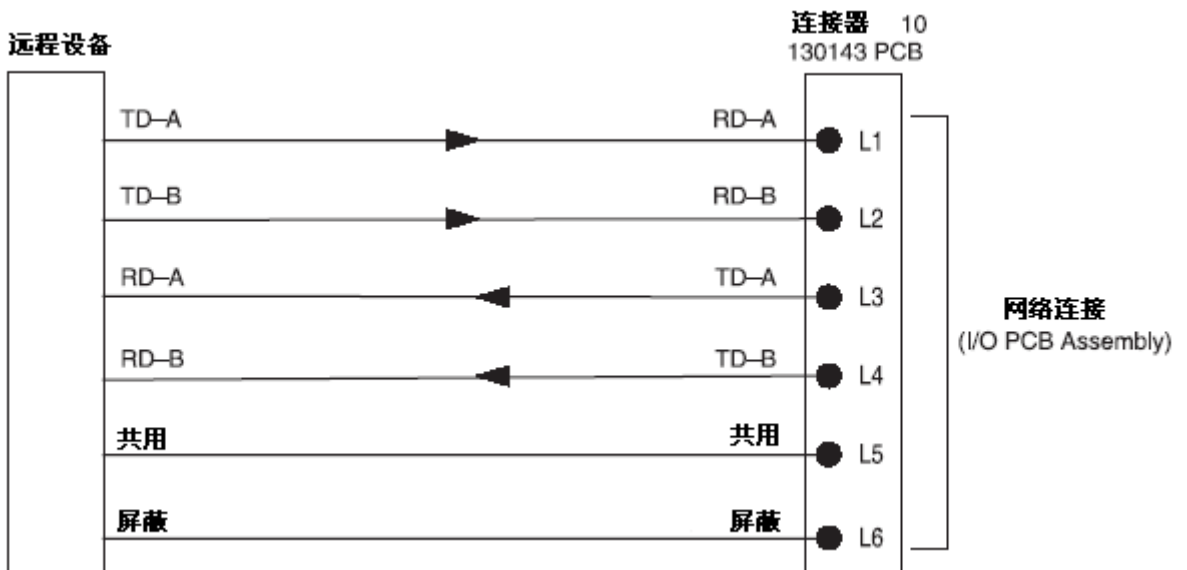 远程设备
连接器 10
130143 PCB
TD–A RD–A L1
TD–B RD–B L2
RD–A TD–A L3
RD–B TD–B L4
共用 共用 L5
屏蔽 屏蔽 L6
网络连接
(I/O PCB Assembly)